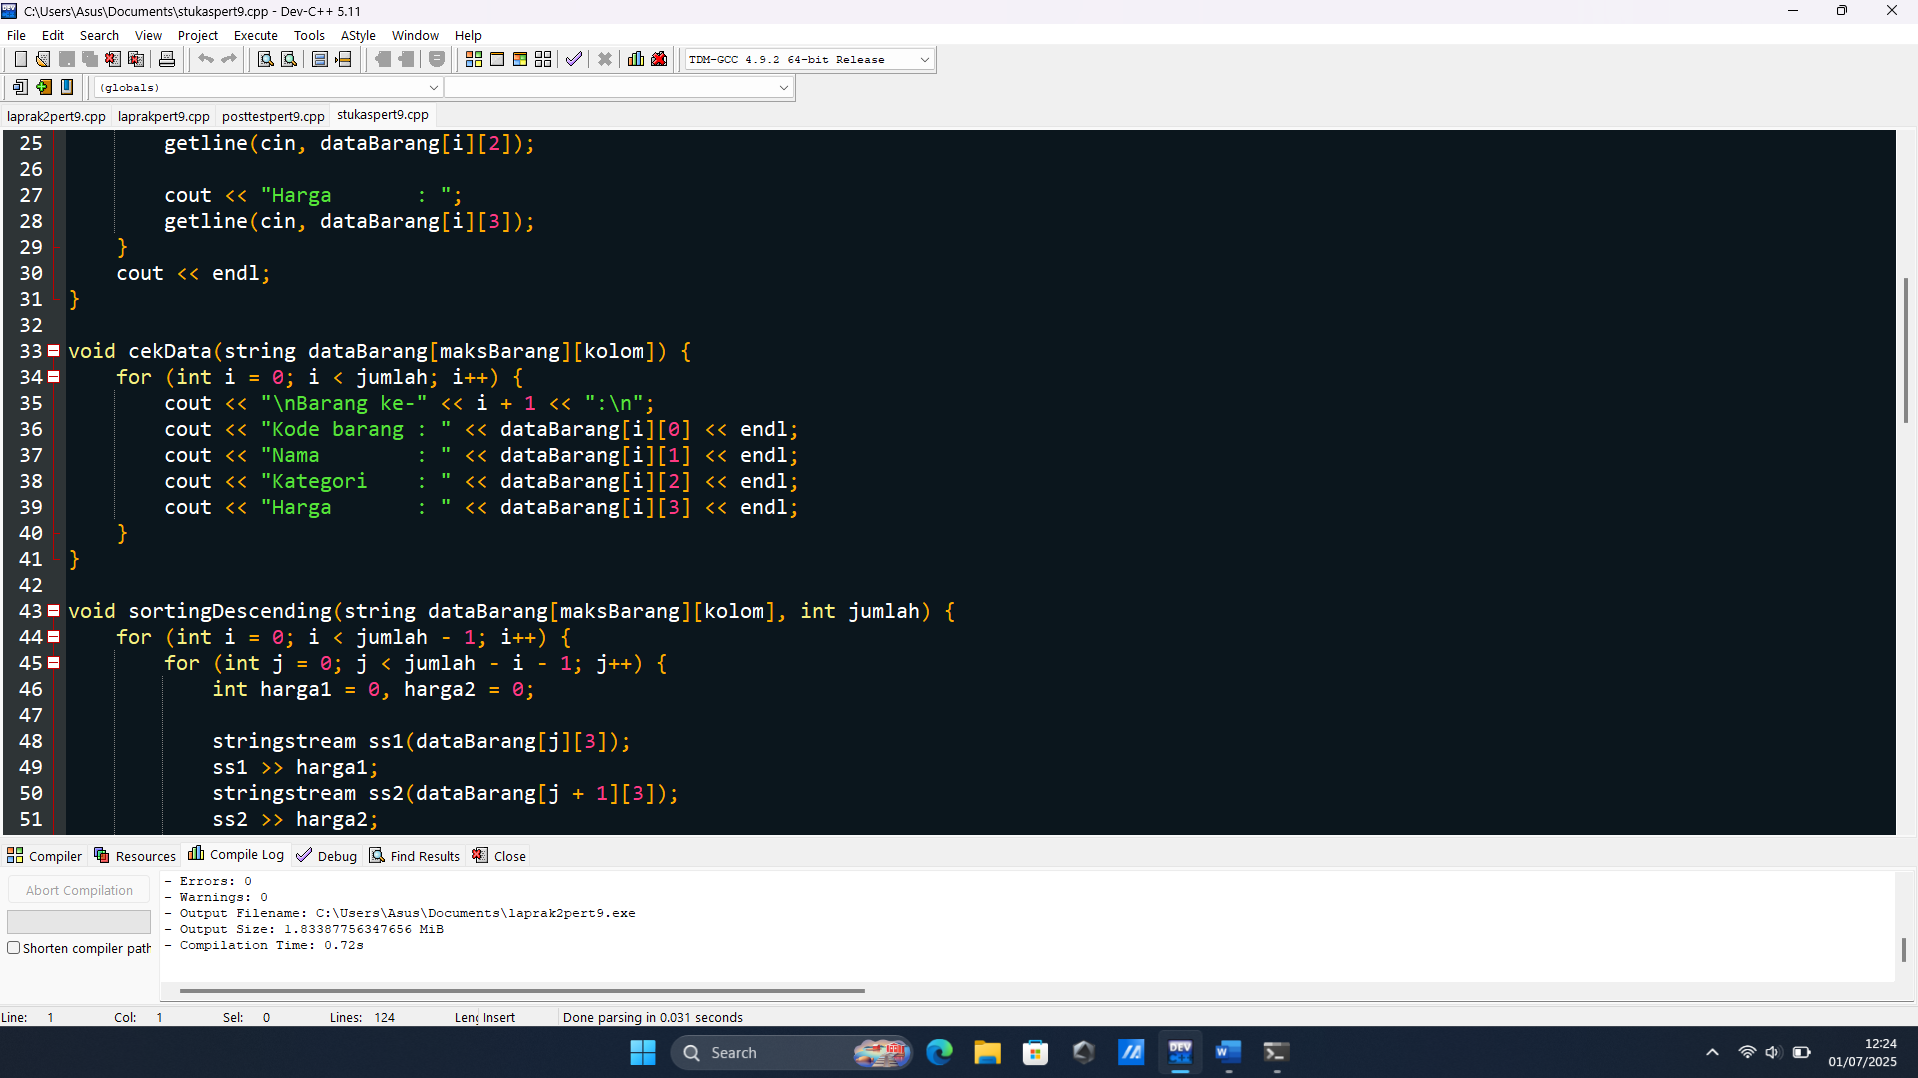 C:\Users\Asus\Documents\stukaspert9.cpp - Dev-C++ 5.11
File Edit Search View Project Execute Tools AStyle Window Help
TDM-GCC 4.9.2 64-bit Release
(globals)
laprak2pert9.cpp laprakpert9.cpp posttestpert9.cpp stukaspert9.cpp
25 getline(cin, dataBarang[i][2]);
26
27 cout << "Harga       : ";
28 getline(cin, dataBarang[i][3]);
29 }
30 cout << endl;
31 }
32
33 void cekData(string dataBarang[maksBarang][kolom]) {
34 for (int i = 0; i < jumlah; i++) {
35 cout << "\nBarang ke-" << i + 1 << ":\n";
36 cout << "Kode barang : " << dataBarang[i][0] << endl;
37 cout << "Nama        : " << dataBarang[i][1] << endl;
38 cout << "Kategori    : " << dataBarang[i][2] << endl;
39 cout << "Harga       : " << dataBarang[i][3] << endl;
40 }
41 }
42
43 void sortingDescending(string dataBarang[maksBarang][kolom], int jumlah) {
44 for (int i = 0; i < jumlah - 1; i++) {
45 for (int j = 0; j < jumlah - i - 1; j++) {
46 int harga1 = 0, harga2 = 0;
47
48 stringstream ss1(dataBarang[j][3]);
49 ss1 >> harga1;
50 stringstream ss2(dataBarang[j + 1][3]);
51 ss2 >> harga2;
Compiler Resources Compile Log Debug Find Results Close
Abort Compilation
Shorten compiler path
- Errors: 0
- Warnings: 0
- Output Filename: C:\Users\Asus\Documents\laprak2pert9.exe
- Output Size: 1.83387756347656 MiB
- Compilation Time: 0.72s
Line: 1 Col: 1 Sel: 0 Lines: 124 Leng Insert Done parsing in 0.031 seconds
Search
DEV
12:24
01/07/2025